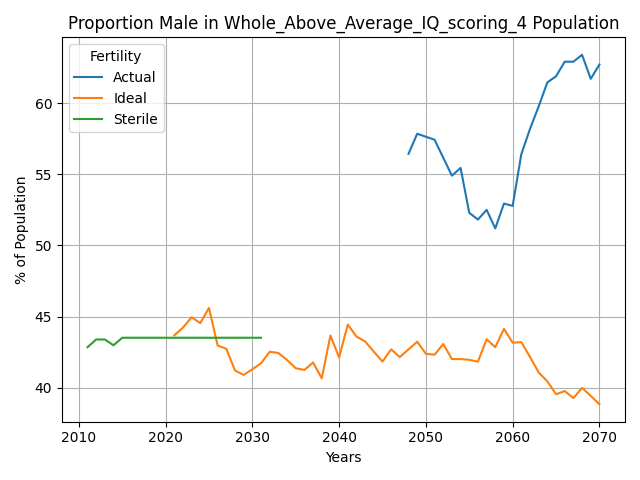 Proportion Male in Whole_Above_Average_IQ_scoring_4 Population
Fertility
Actual
Ideal
Sterile
% of Population
60
55
50
45
40
2010 2020 2030 2040 2050 2060 2070
Years